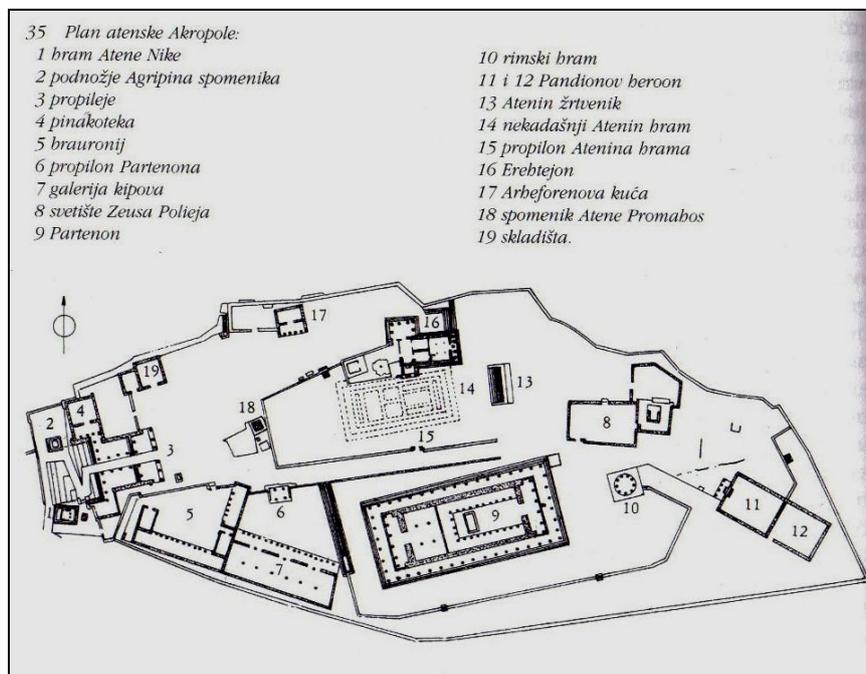 35 Plan atenske Akropole:
1 hram Atene Nike
2 podnožje Agripina spomenika
3 propileje
4 pinakoteka
5 brauronij
6 propilon Partenona
7 galerija kipova
8 svetište Zeusa Polieja
9 Partenon
10 rimski hram
11 i 12 Pandionov heroon
13 Atenin žrtvenik
14 nekadašnji Atenin hram
15 propilon Atenina hrama
16 Erehtejon
17 Arheforenova kuća
18 spomenik Atene Promahos
19 skladišta.
17
16
19
14
13
4
18
2
8
3
15
1
5
6
9
10
11
12
7